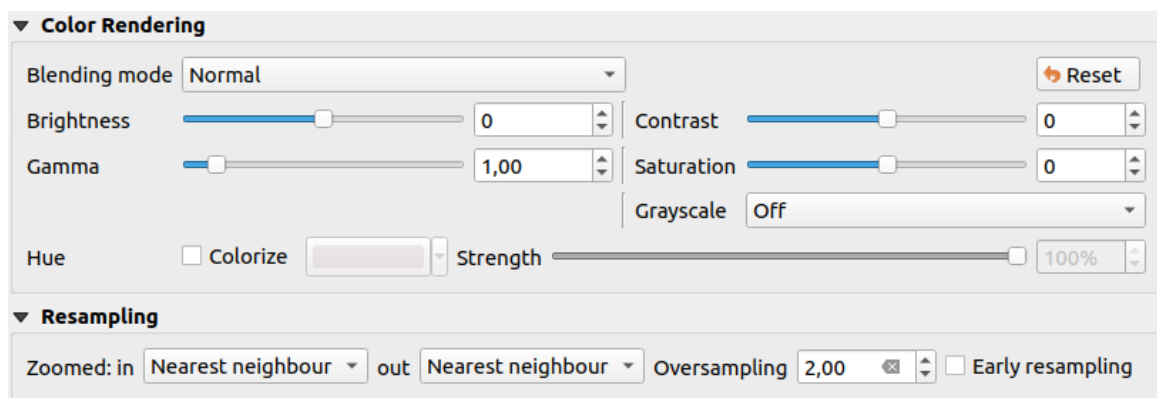 Color Rendering
Blending mode Normal Reset
Brightness 0 Contrast 0
Gamma 1,00 Saturation 0
Grayscale Off
Hue Colorize Strength 100%
Resampling
Zoomed: in Nearest neighbour out Nearest neighbour Oversampling 2,00 Early resampling